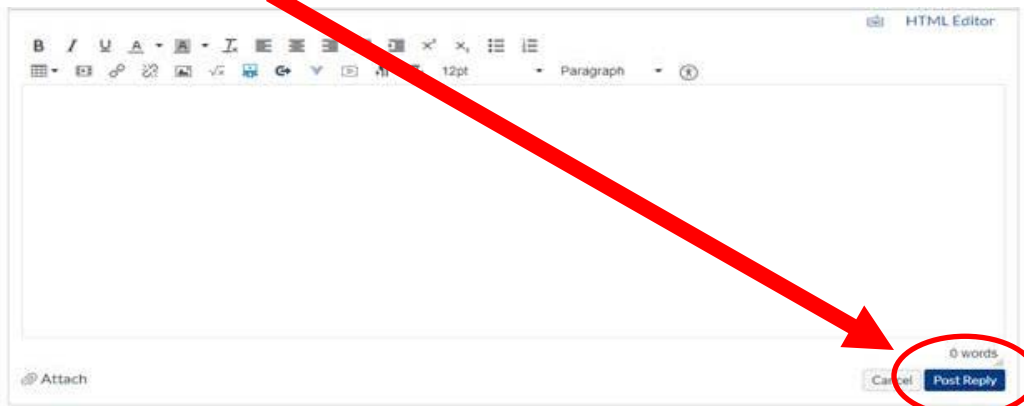 HTML Editor
B I U A A
12pt Paragraph
0 words
Attach Cancel Post Reply